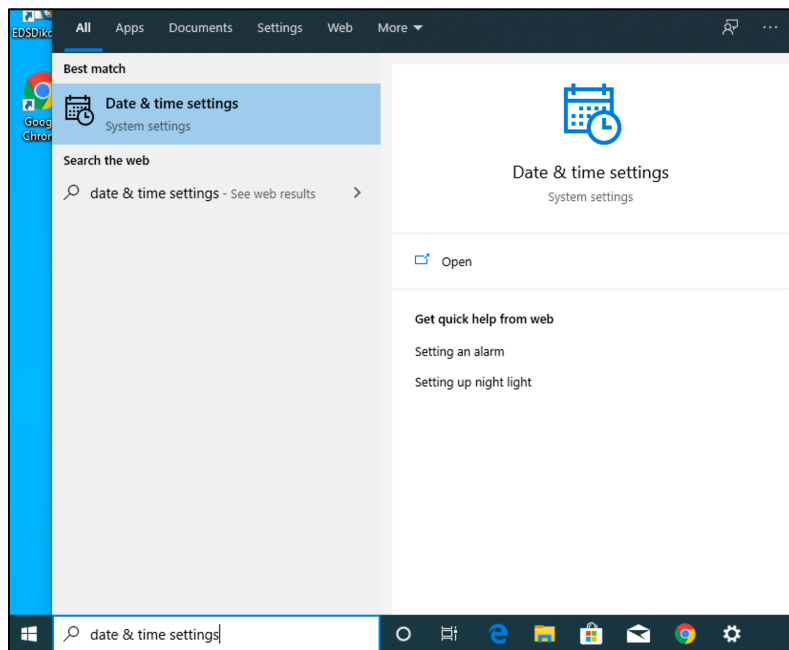 EDSDiko
Goog
Chron
All Apps Documents Settings Web More
Best match
Date & time settings
System settings
Search the web
date & time settings - See web results
Date & time settings
System settings
Open
Get quick help from web
Setting an alarm
Setting up night light
date & time settings